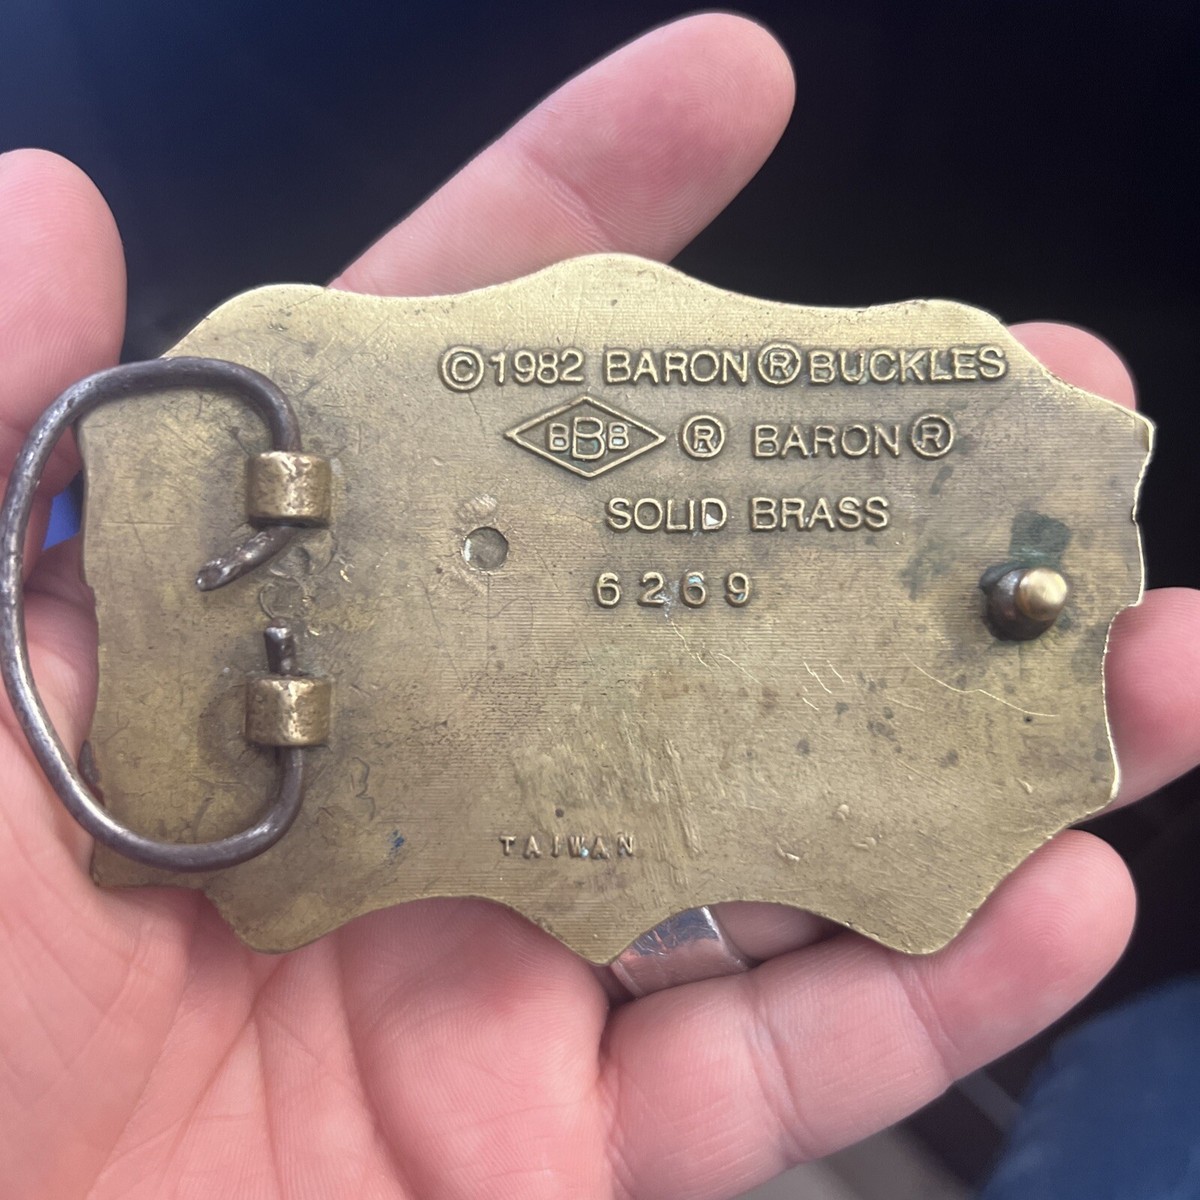 ©1982 BARON®BUCKLES
BBB ® BARON®
SOLID BRASS
6269
TAIWAN